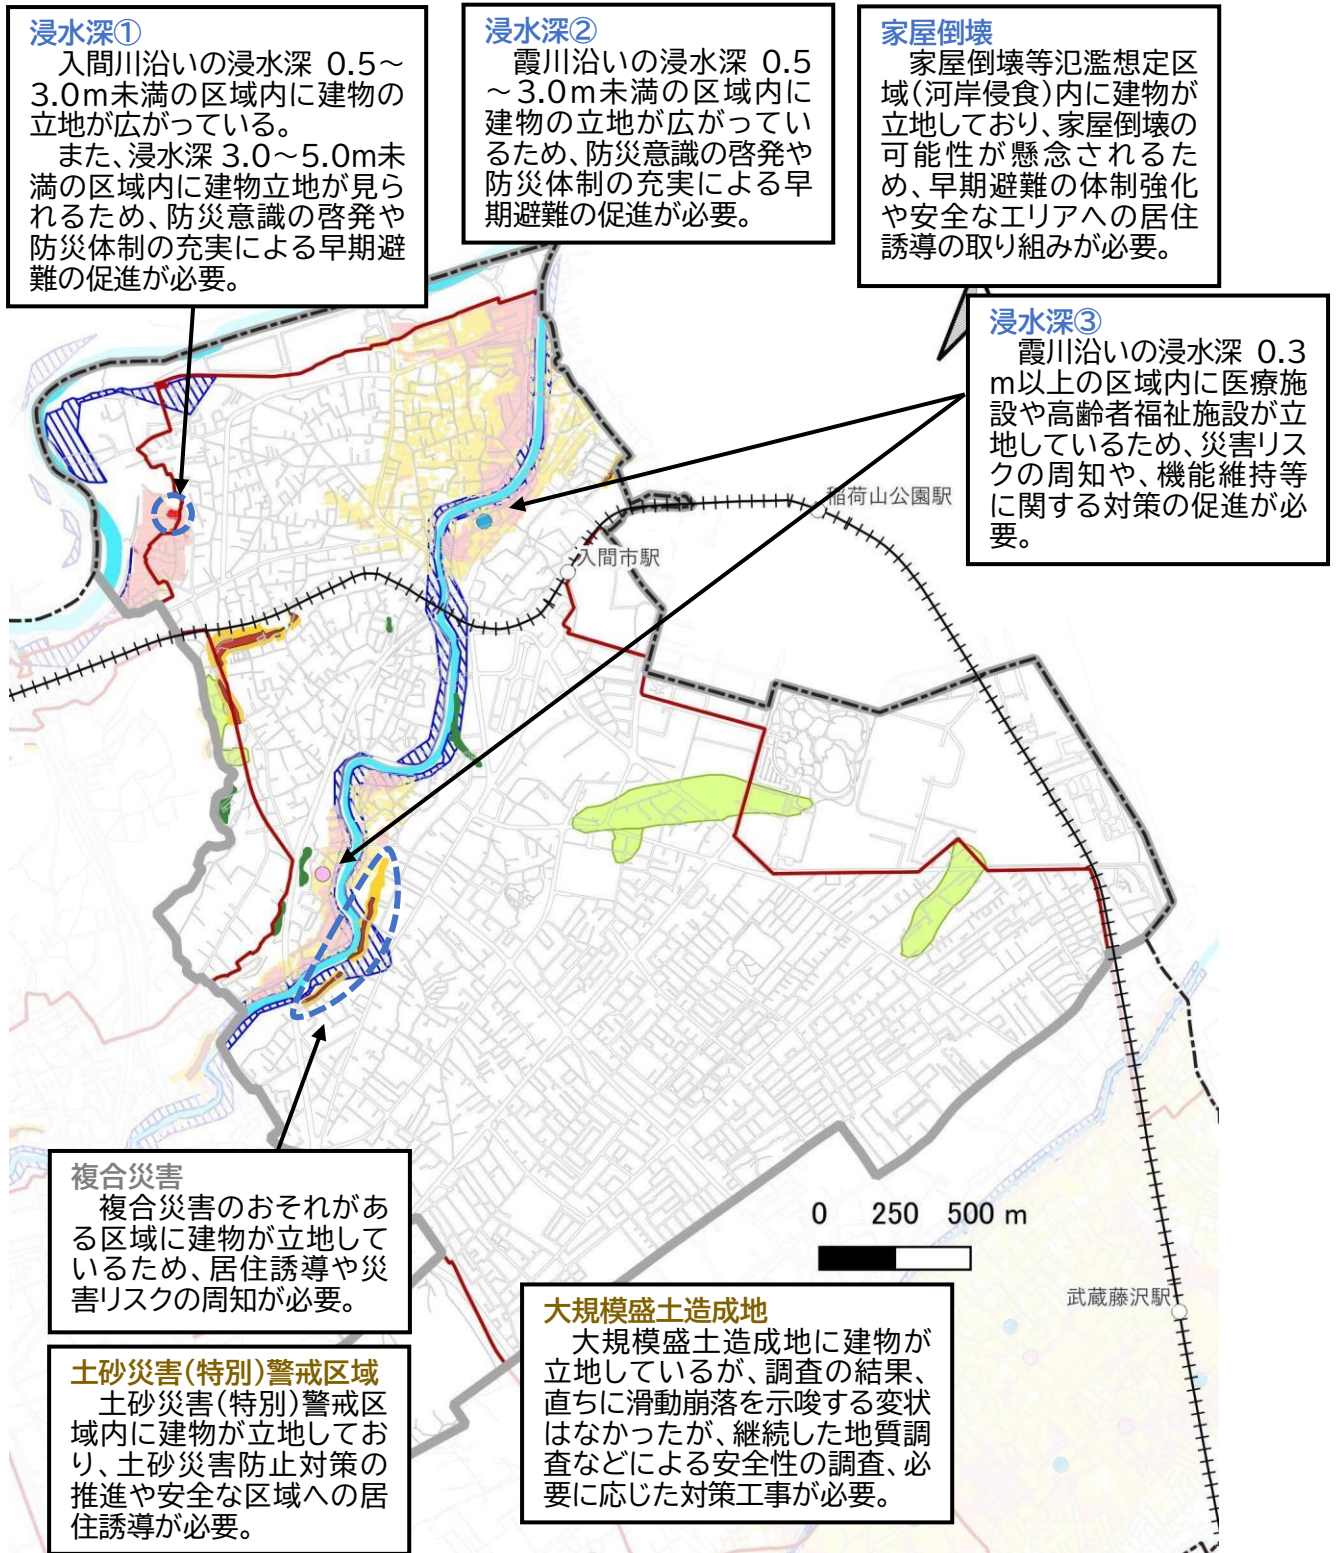 浸水深①
入間川沿いの浸水深 0.5～
3.0m未満の区域内に建物の
立地が広がっている。
また、浸水深 3.0～5.0m未
満の区域内に建物立地が見ら
れるため、防災意識の啓発や
防災体制の充実による早期避
難の促進が必要。
浸水深②
霞川沿いの浸水深 0.5
～3.0m未満の区域内に
建物の立地が広がってい
るため、防災意識の啓発や
防災体制の充実による早
期避難の促進が必要。
家屋倒壊
家屋倒壊等氾濫想定区
域(河岸侵食)内に建物が
立地しており、家屋倒壊の
可能性が懸念されるた
め、早期避難の体制強化
や安全なエリアへの居住
誘導の取り組みが必要。
浸水深③
霞川沿いの浸水深 0.3
m以上の区域内に医療施
設や高齢者福祉施設が立
地しているため、災害リス
クの周知や、機能維持等
に関する対策の促進が必
要。
稲荷山公園駅
入間市駅
複合災害
複合災害のおそれがあ
る区域に建物が立地して
いるため、居住誘導や災
害リスクの周知が必要。
0 250 500 m
武蔵藤沢駅
土砂災害(特別)警戒区域
土砂災害(特別)警戒区
域内に建物が立地してお
り、土砂災害防止対策の
推進や安全な区域への居
住誘導が必要。
大規模盛土造成地
大規模盛土造成地に建物が
立地しているが、調査の結果、
直ちに滑動崩落を示唆する変状
はなかったが、継続した地質調
査などによる安全性の調査、必
要に応じた対策工事が必要。